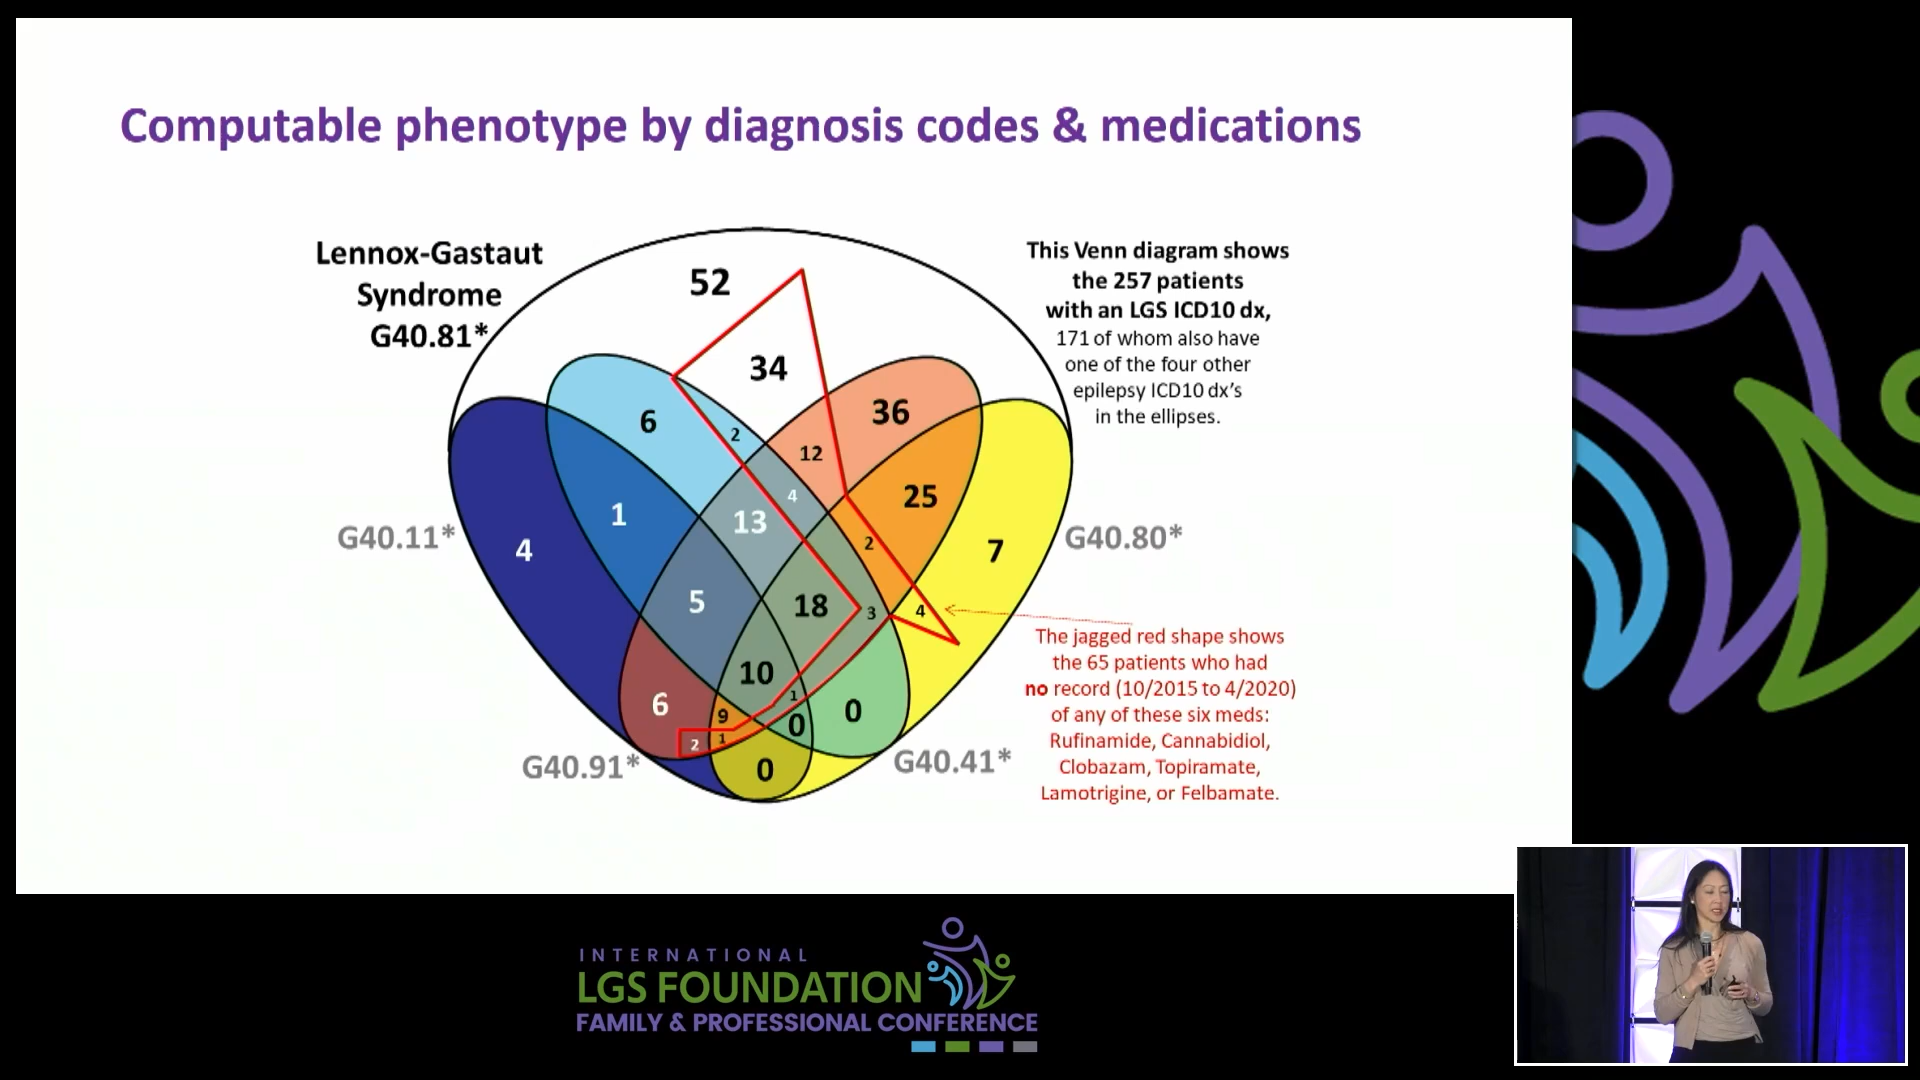 Computable phenotype by diagnosis codes & medications
Lennox-Gastaut
Syndrome
G40.81*
This Venn diagram shows
the 257 patients
with an LGS ICD10 dx,
171 of whom also have
one of the four other
epilepsy ICD10 dx's
in the ellipses.
52
34
6
2
36
12
25
4
13
1
G40.11*
4
2
7
G40.80*
5
18
3
4
The jagged red shape shows
the 65 patients who had
no record (10/2015 to 4/2020)
of any of these six meds:
Rufinamide, Cannabidiol,
Clobazam, Topiramate,
Lamotrigine, or Felbamate.
10
1
6
9
0
0
2
1
G40.91*
0
G40.41*
INTERNATIONAL
LGS FOUNDATION
FAMILY & PROFESSIONAL CONFERENCE